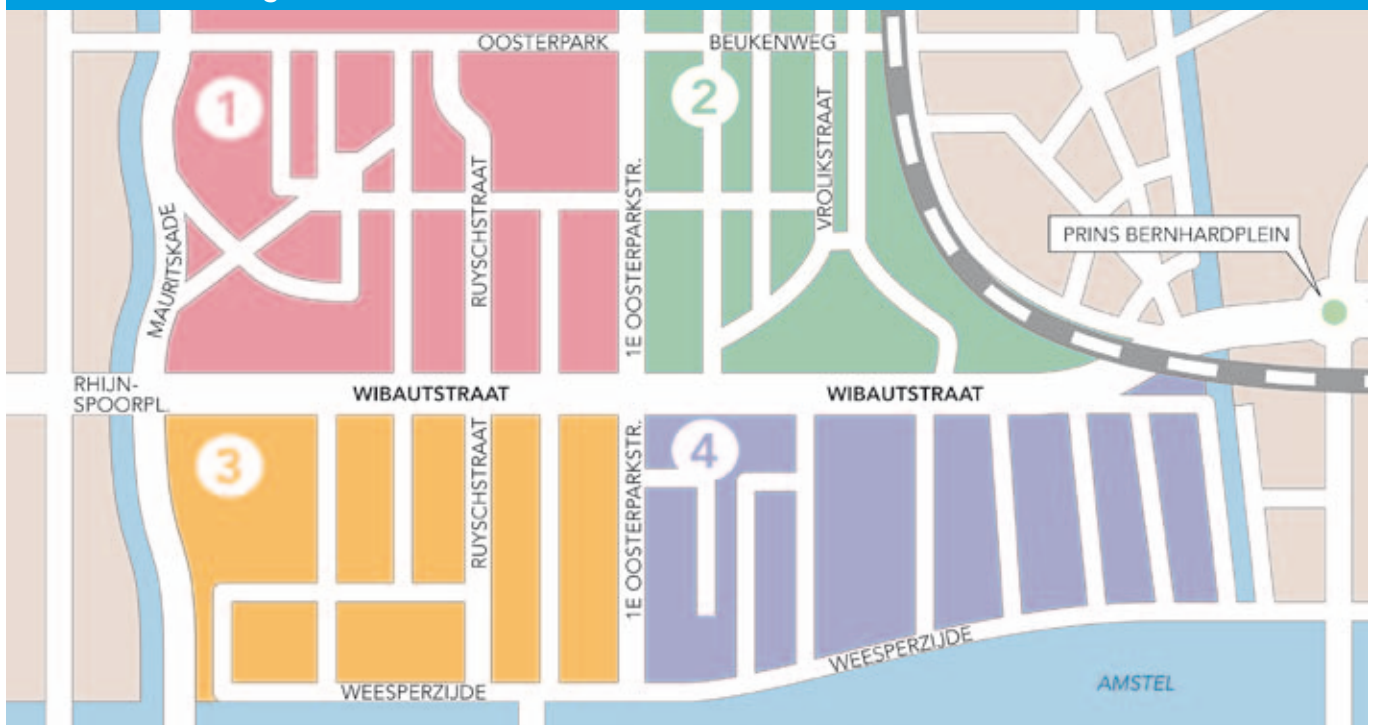 OOSTERPARK
BEUKENWEG
1
2
MAURITSKADE
RUYSCHSTRAAT
1E OOSTERPARKSTR.
VROLIKSTRAAT
PRINS BERNHARDPLEIN
RHIJN-
SPOORPL.
WIBAUTSTRAAT
WIBAUTSTRAAT
3
RUYSCHSTRAAT
1E OOSTERPARKSTR.
4
WEESPERZIJDE
WEESPERZIJDE
AMSTEL